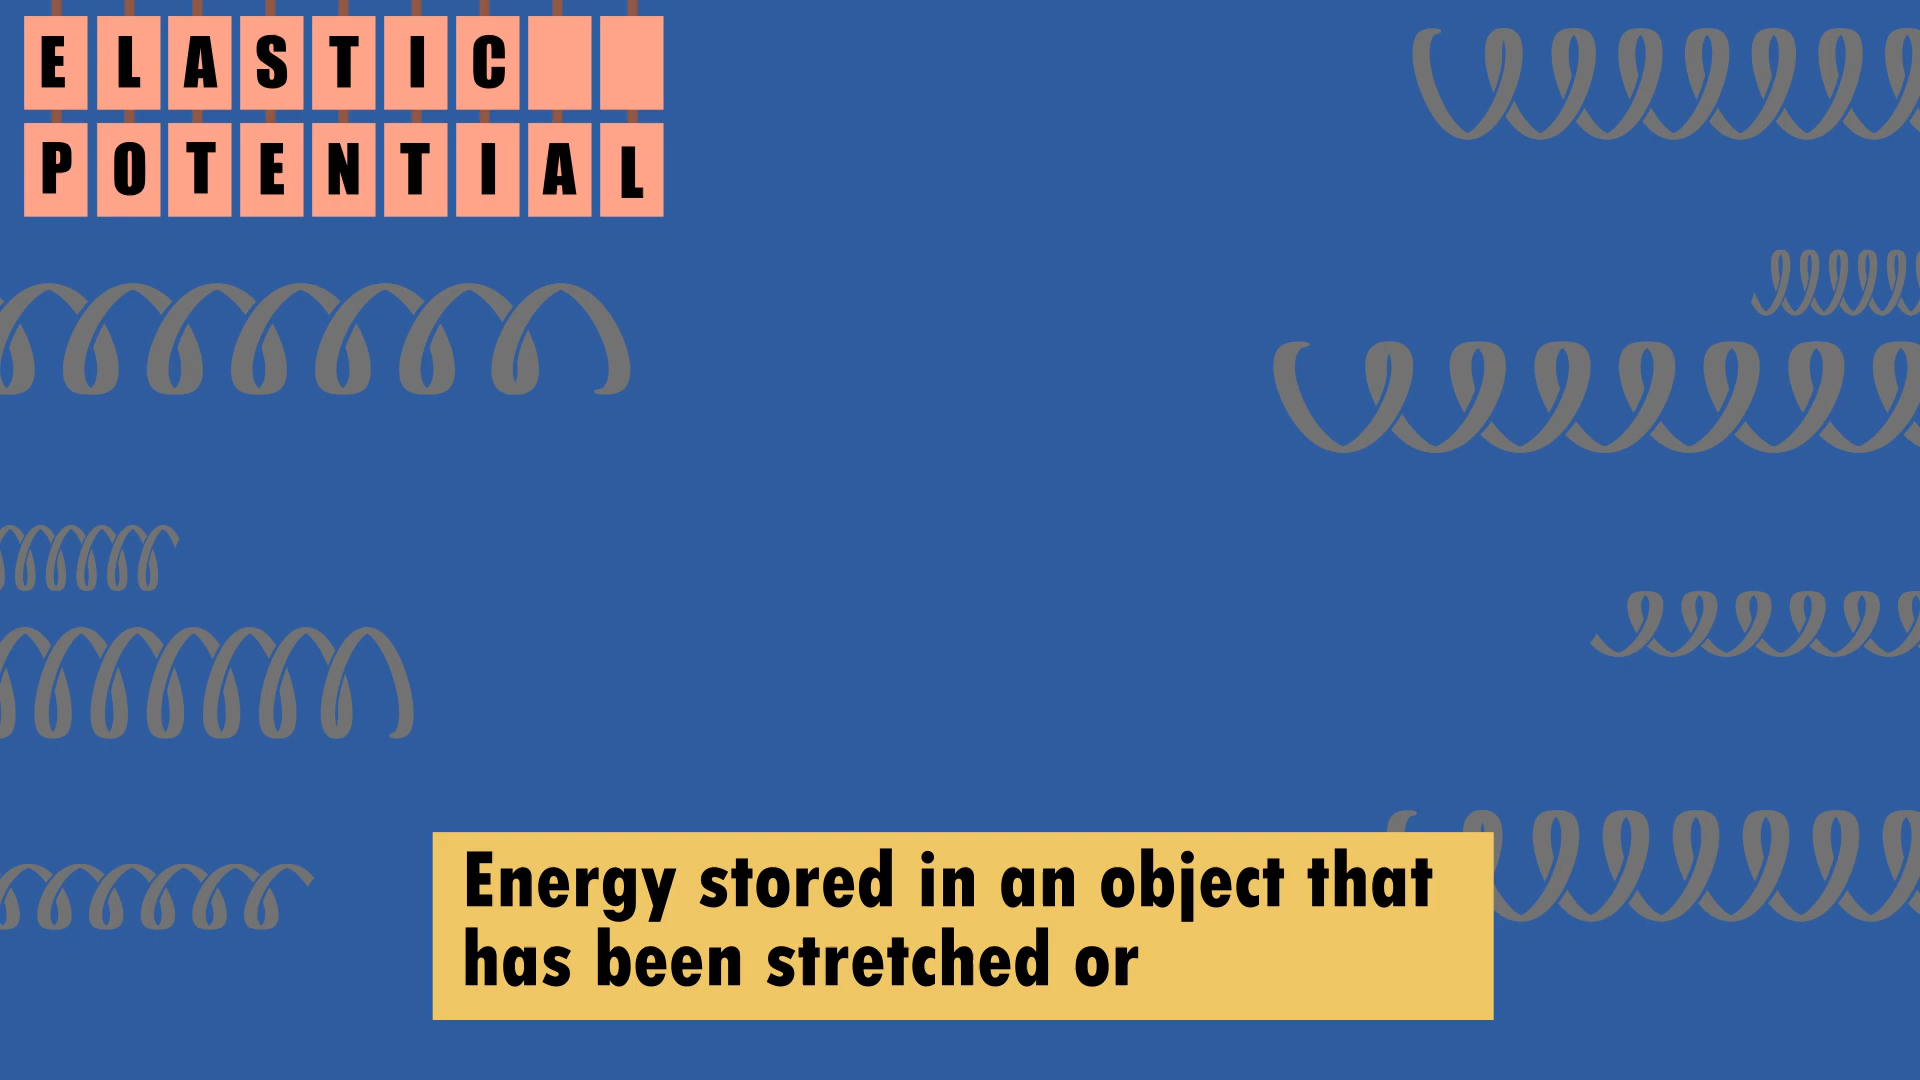 ELASTIC
POTENTIAL
Energy stored in an object that
has been stretched or